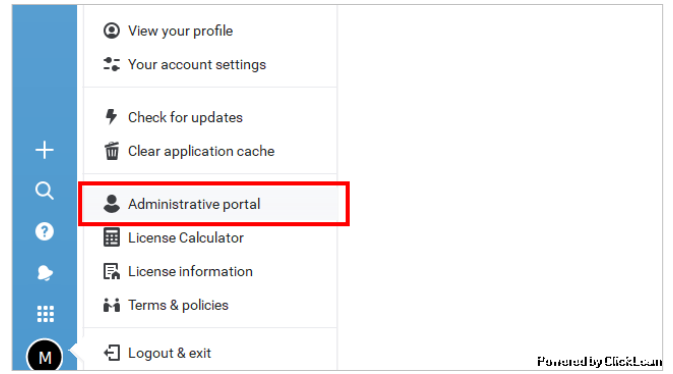 View your profile
Your account settings
Check for updates
Clear application cache
Administrative portal
License Calculator
License information
Terms & policies
Logout & exit
M
Powered by ClickLean